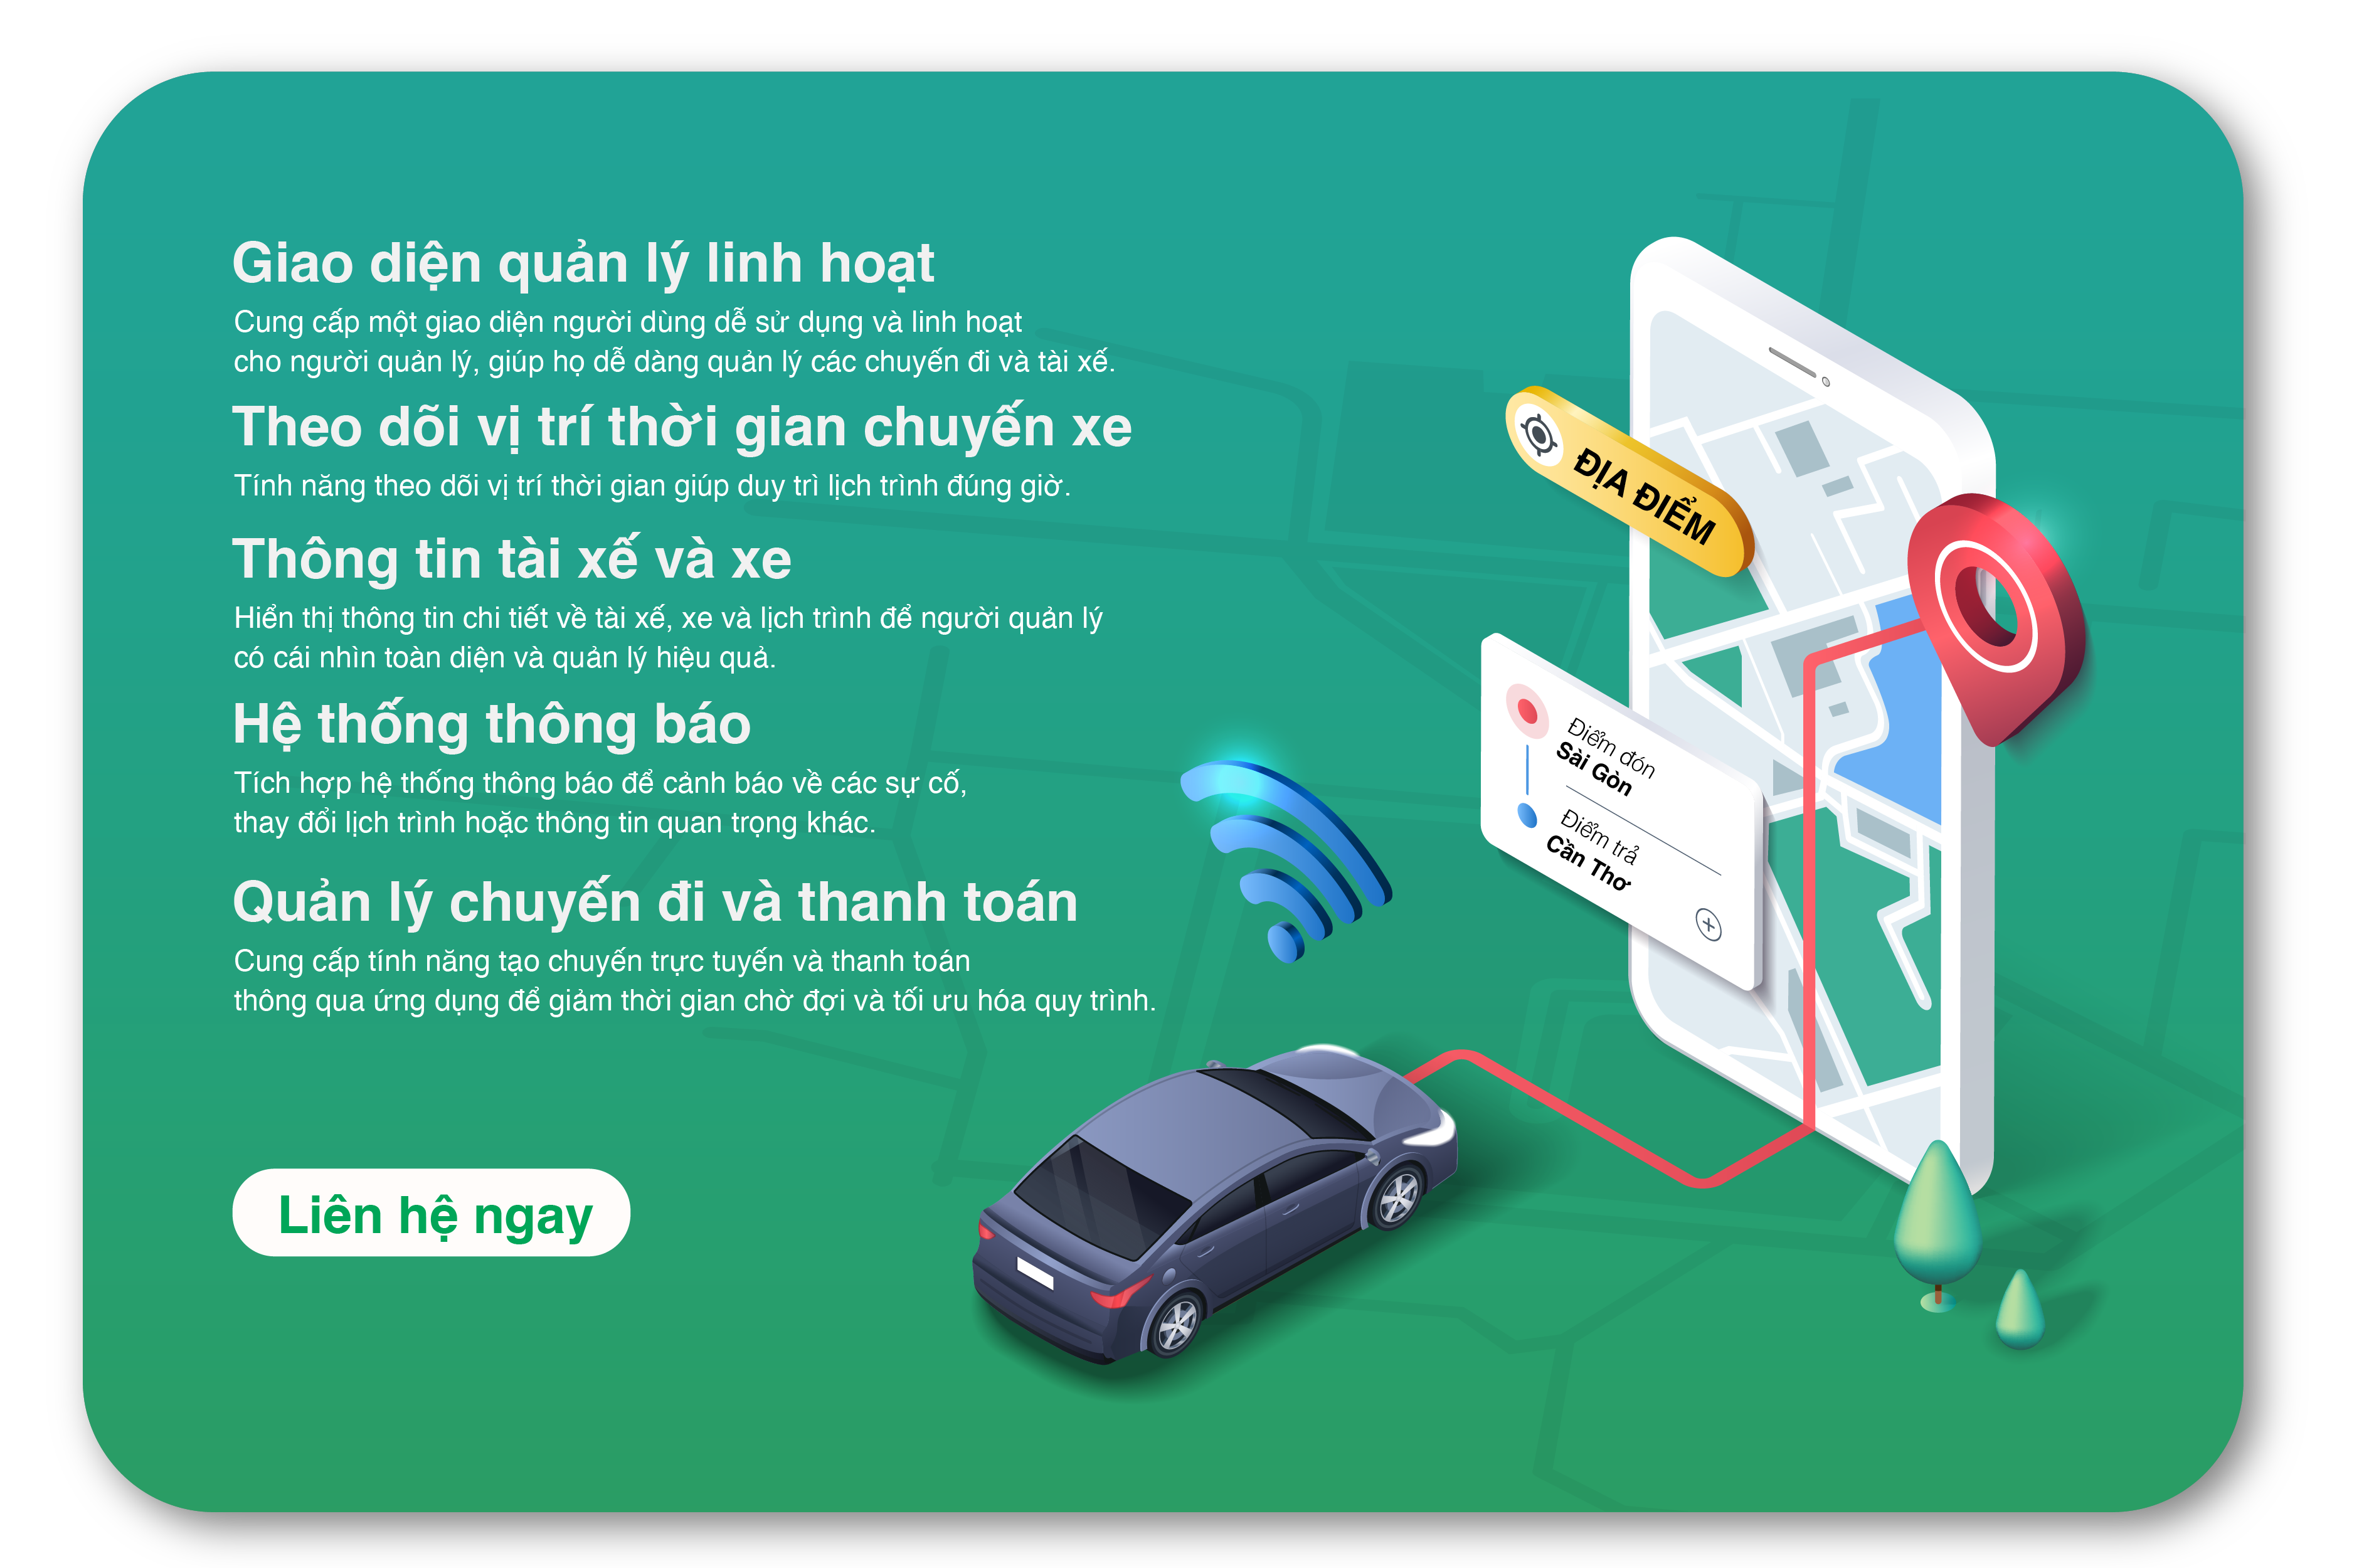 Giao diện quản lý linh hoạt
Cung cấp một giao diện người dùng dễ sử dụng và linh hoạt
cho người quản lý, giúp họ dễ dàng quản lý các chuyến đi và tài xế.
Theo dõi vị trí thời gian chuyến xe
Tính năng theo dõi vị trí thời gian giúp duy trì lịch trình đúng giờ.
Thông tin tài xế và xe
Hiển thị thông tin chi tiết về tài xế, xe và lịch trình để người quản lý
có cái nhìn toàn diện và quản lý hiệu quả.
Hệ thống thông báo
Tích hợp hệ thống thông báo để cảnh báo về các sự cố,
thay đổi lịch trình hoặc thông tin quan trọng khác.
Quản lý chuyến đi và thanh toán
Cung cấp tính năng tạo chuyến trực tuyến và thanh toán
thông qua ứng dụng để giảm thời gian chờ đợi và tối ưu hóa quy trình.
Liên hệ ngay
ĐỊA ĐIỂM
Điểm đón
Sài Gòn
Điểm trả
Cần Thơ